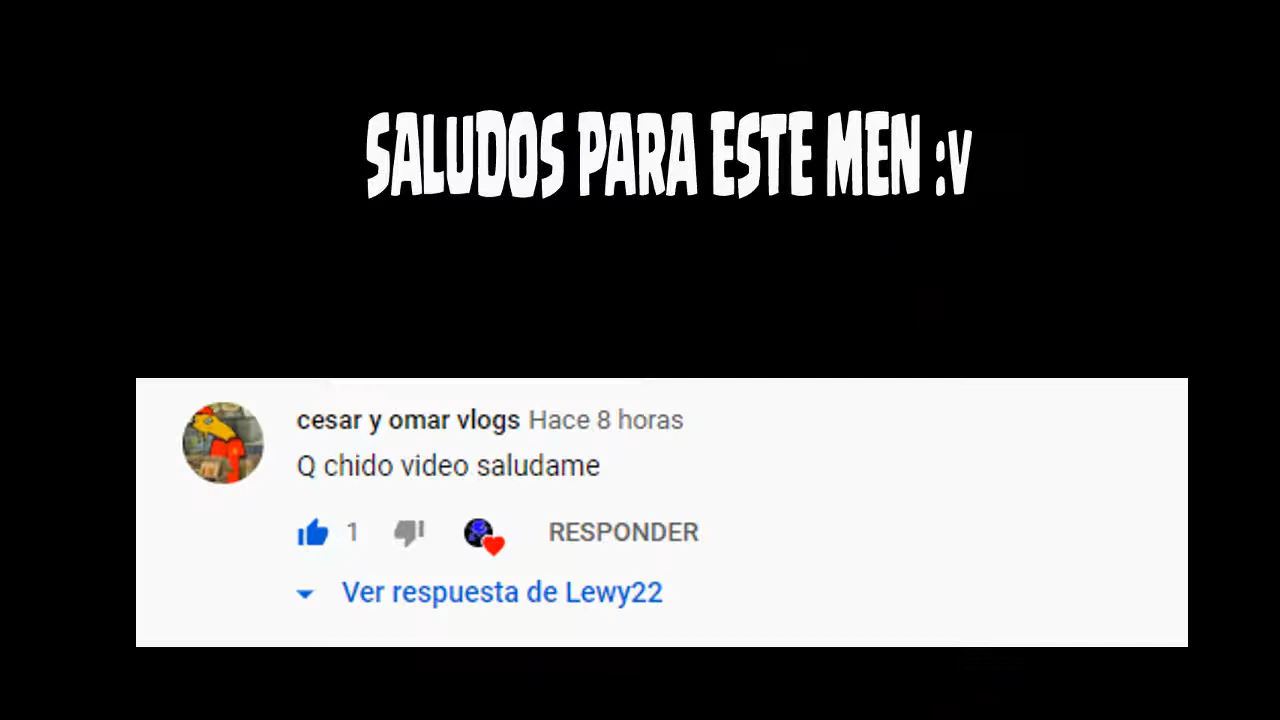 SALUDOS PARA ESTE MEN :V
cesar y omar vlogs Hace 8 horas
Q chido video saludame
1
RESPONDER
Ver respuesta de Lewy22